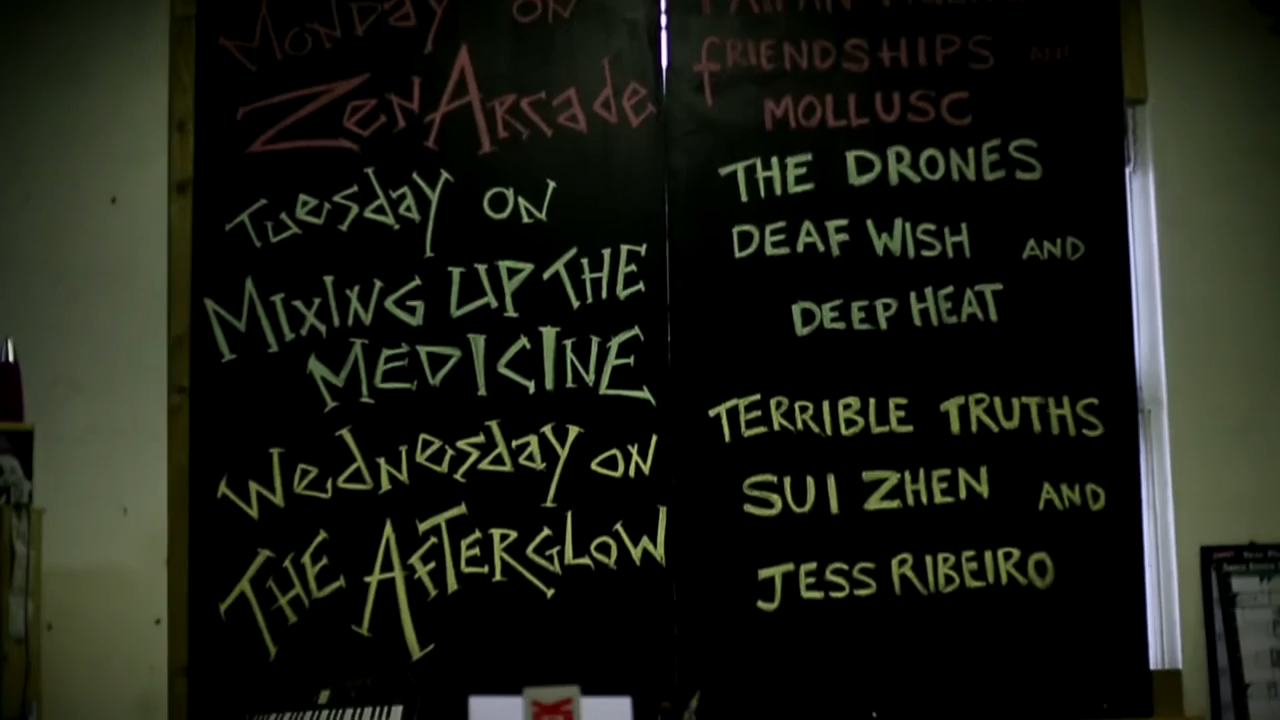 Monday on
Zen Arcade
Tuesday on
Mixing up the
Medicine
Wednesday on
The Afterglow
FRIENDSHIPS AND
MOLLUSC
THE DRONES
DEAF WISH AND
DEEP HEAT
TERRIBLE TRUTHS
SUI ZHEN AND
JESS RIBEIRO